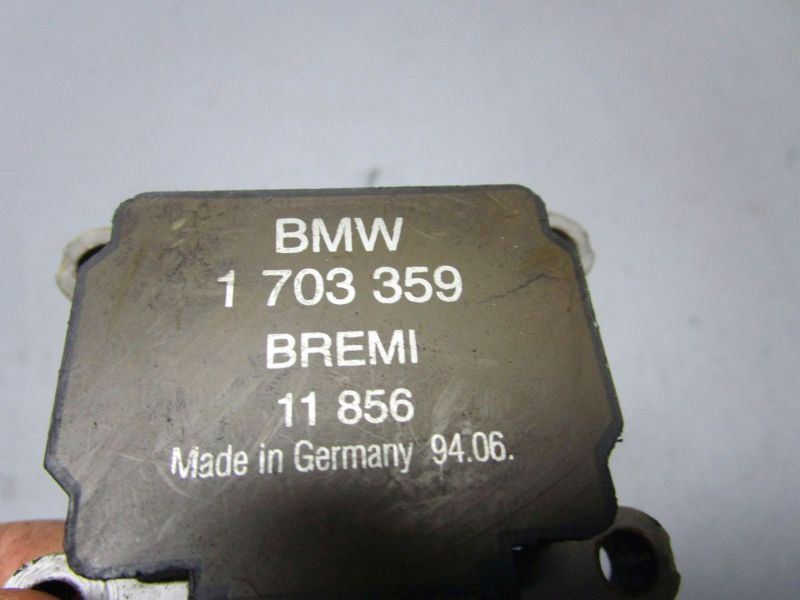 BMW
1 703 359
BREMI
11 856
Made in Germany 94.06.